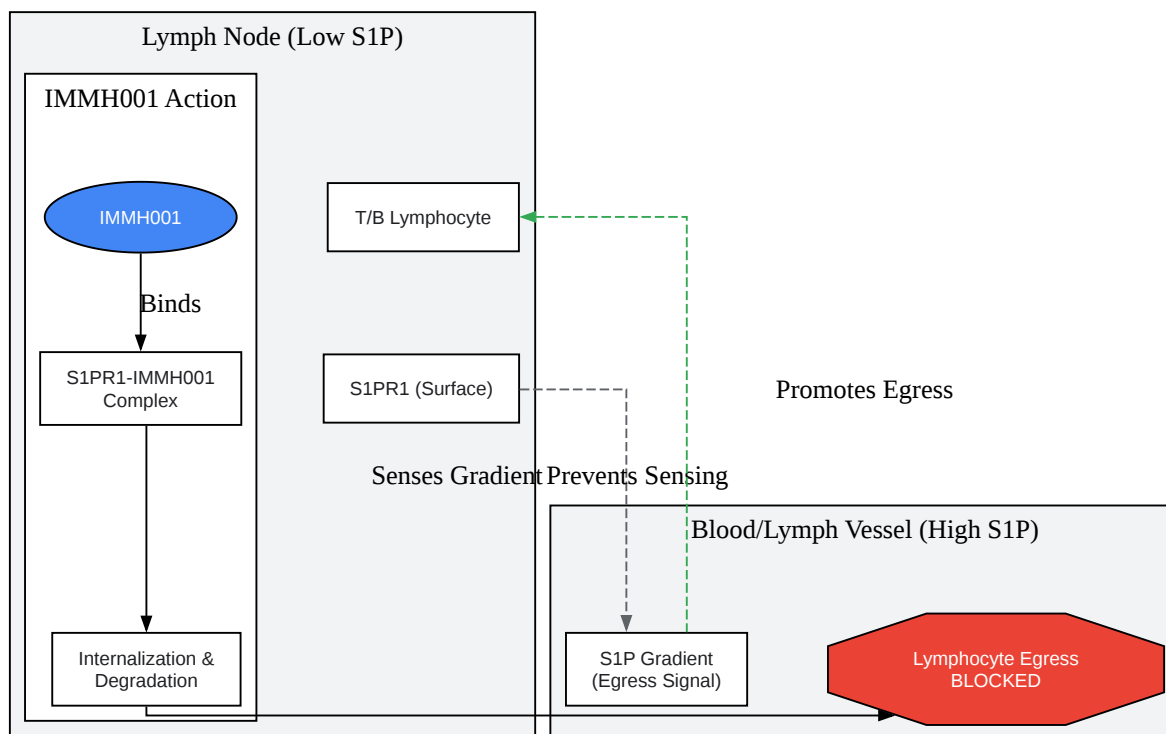 Lymph Node (Low S1P)
IMMH001 Action
IMMH001
T/B Lymphocyte
Binds
S1PR1-IMMH001
Complex
S1PR1 (Surface)
Promotes Egress
Senses Gradient
Prevents Sensing
Blood/Lymph Vessel (High S1P)
Internalization &
Degradation
S1P Gradient
(Egress Signal)
Lymphocyte Egress
BLOCKED